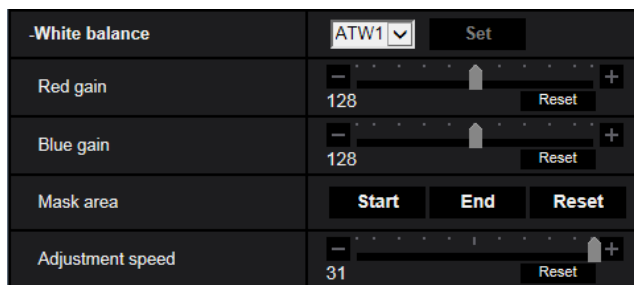 -White balance ATW1 Set
Red gain - +
128 Reset
Blue gain - +
128 Reset
Mask area Start End Reset
Adjustment speed - +
31 Reset